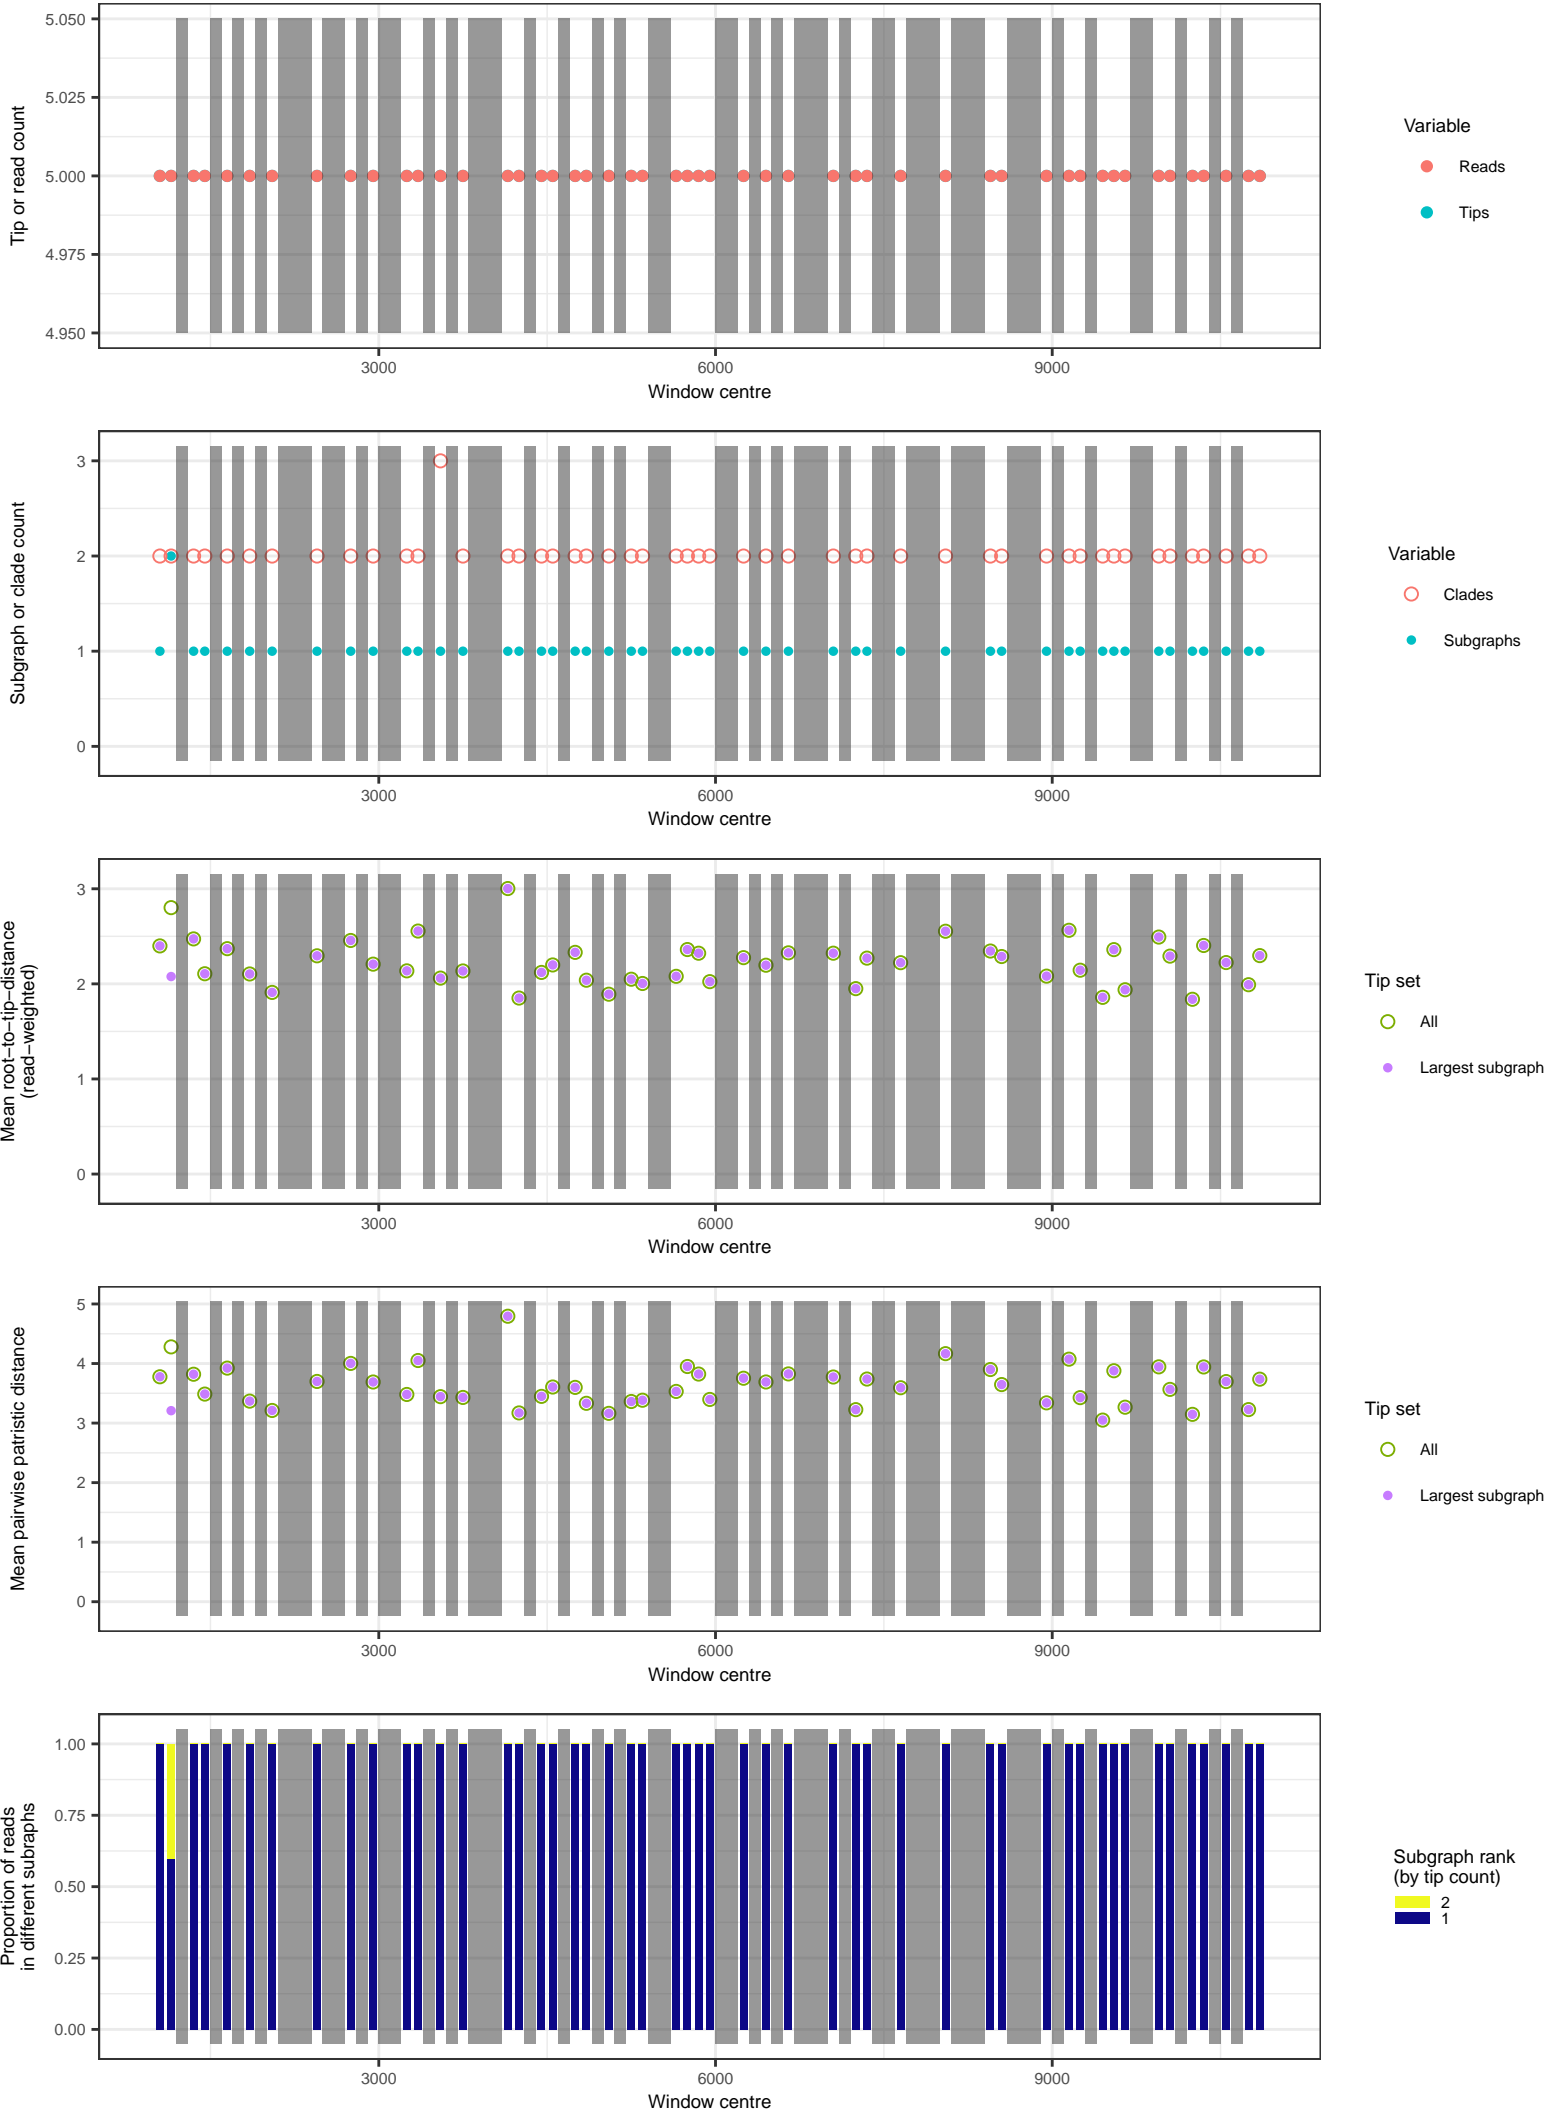 5.050
5.025
5.000
4.975
4.950
Tip or read count
3000
6000
9000
Window centre
Variable
Reads
Tips
3
2
1
0
Subgraph or clade count
3000
6000
9000
Window centre
Variable
Clades
Subgraphs
3
2
1
0
Mean root−to−tip−distance
(read−weighted)
3000
6000
9000
Window centre
Tip set
All
Largest subgraph
5
4
3
2
1
0
Mean pairwise patristic distance
3000
6000
9000
Window centre
Tip set
All
Largest subgraph
1.00
0.75
0.50
0.25
0.00
Proportion of reads
in different subraphs
3000
6000
9000
Window centre
Subgraph rank
(by tip count)
2
1